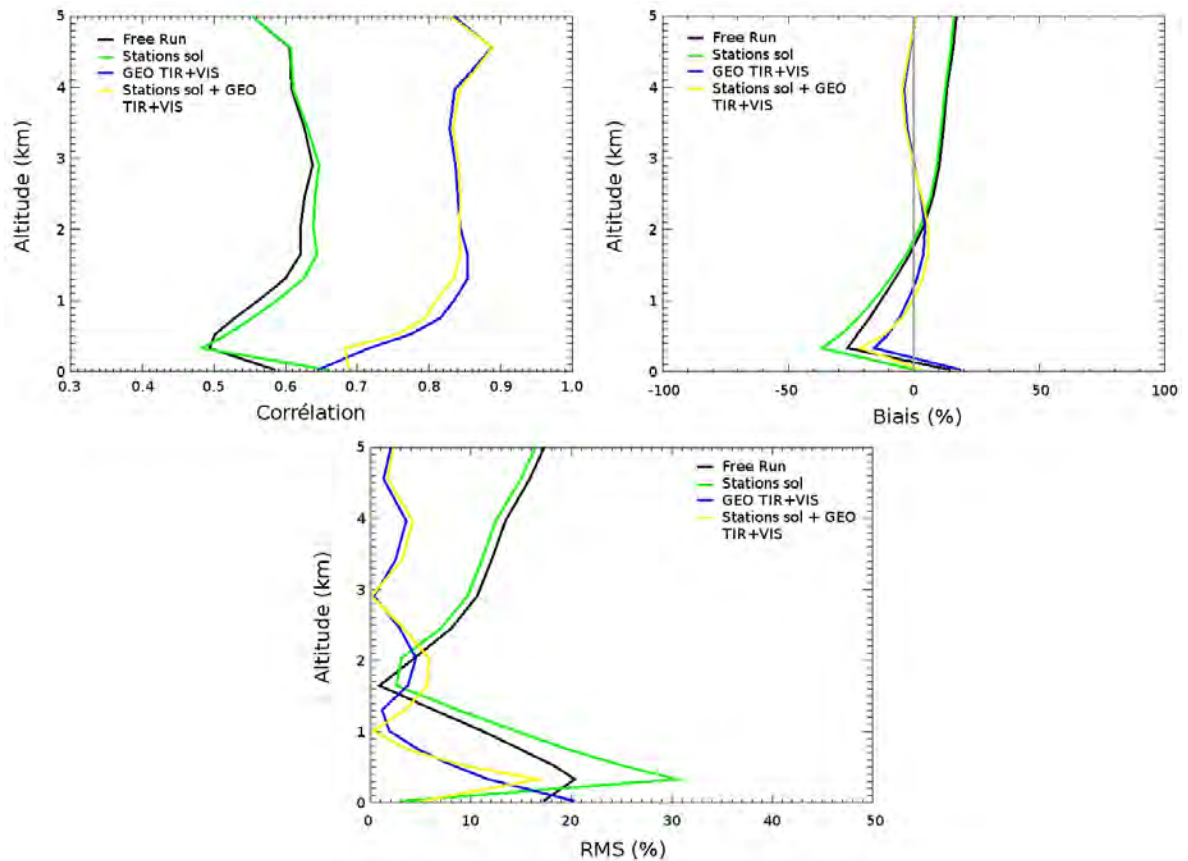 5
4
3
2
1
0
Altitude (km)
Free Run
Stations sol
GEO TIR+VIS
Stations sol + GEO
TIR+VIS
0.3 0.4 0.5 0.6 0.7 0.8 0.9 1.0
Corrélation
5
4
3
2
1
0
Altitude (km)
Free Run
Stations sol
GEO TIR+VIS
Stations sol + GEO
TIR+VIS
-100 -50 0 50 100
Biais (%)
5
4
3
2
1
0
Altitude (km)
Free Run
Stations sol
GEO TIR+VIS
Stations sol + GEO
TIR+VIS
0 10 20 30 40 50
RMS (%)